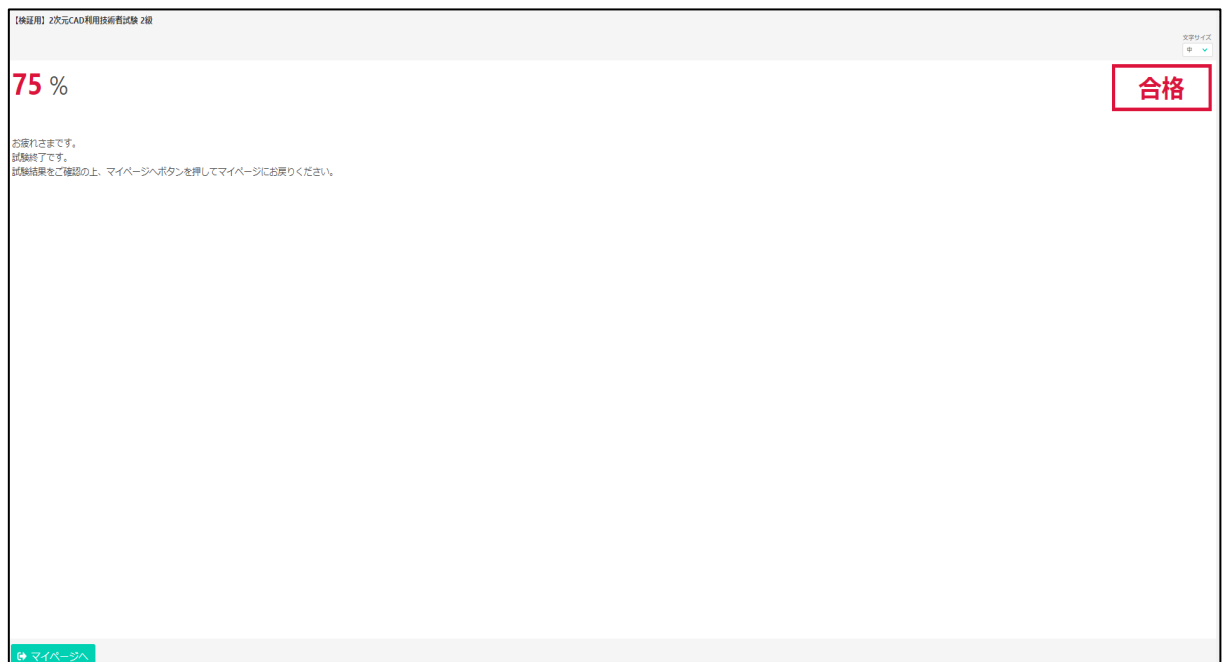 【検証用】2次元CAD利用技術者試験 2級
文字サイズ
中
75 %
合格
お疲れさまです。
試験終了です。
試験結果をご確認の上、マイページへボタンを押してマイページにお戻りください。
マイページへ